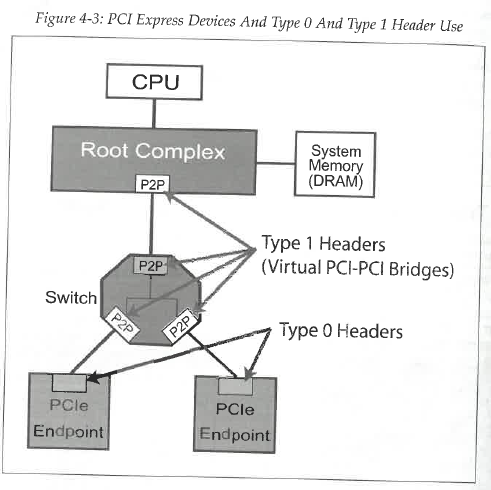 Figure 4-3: PCI Express Devices And Type 0 And Type 1 Header Use
CPU
Root Complex
P2P
System
Memory
(DRAM)
Type 1 Headers
(Virtual PCI-PCI Bridges)
P2P
Switch
P2P
P2P
Type 0 Headers
PCIe
Endpoint
PCIe
Endpoint